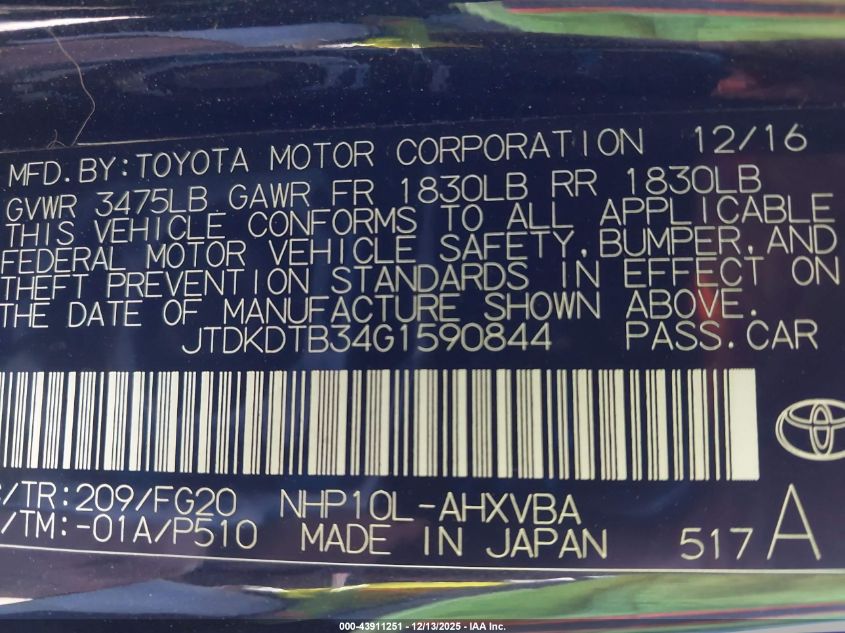 MFD.BY:TOYOTA MOTOR CORPORATION 12/16
GVWR 3475LB GAWR FR 1830LB RR 1830LB
THIS VEHICLE CONFORMS TO ALL APPLICABLE
FEDERAL MOTOR VEHICLE SAFETY,BUMPER,AND
THEFT PREVENTION STANDARDS IN EFFECT ON
THE DATE OF MANUFACTURE SHOWN ABOVE.
JTDKDTB34G1590844 PASS.CAR
/TR:209/FG20 NHP10L-AHXVBA
/TM:-01A/P510 MADE IN JAPAN 517A
000-43911251 - 12/13/2025 - IAA Inc.